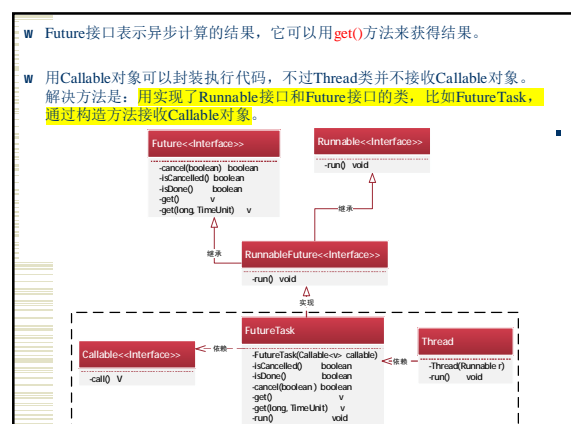 Future接口表示异步计算的结果，它可以用get()方法来获得结果。
用Callable对象可以封装执行代码，不过Thread类并不接收Callable对象。
解决方法是：用实现了Runnable接口和Future接口的类，比如FutureTask，
通过构造方法接收Callable对象。
Future<<Interface>>
-cancel(boolean) boolean
-isCancelled() boolean
-isDone() boolean
-get() v
-get(long, TimeUnit) v
Runnable<<Interface>>
-run() void
继承
继承
RunnableFuture<<Interface>>
-run() void
实现
Callable<<Interface>>
-call() V
依赖
FutureTask
-FutureTask(Callable<v> callable)
-isCancelled() boolean
-isDone() boolean
-cancel(boolean ) boolean
-get() v
-get(long, TimeUnit) v
-run() void
依赖
Thread
-Thread(Runnable r)
-run() void